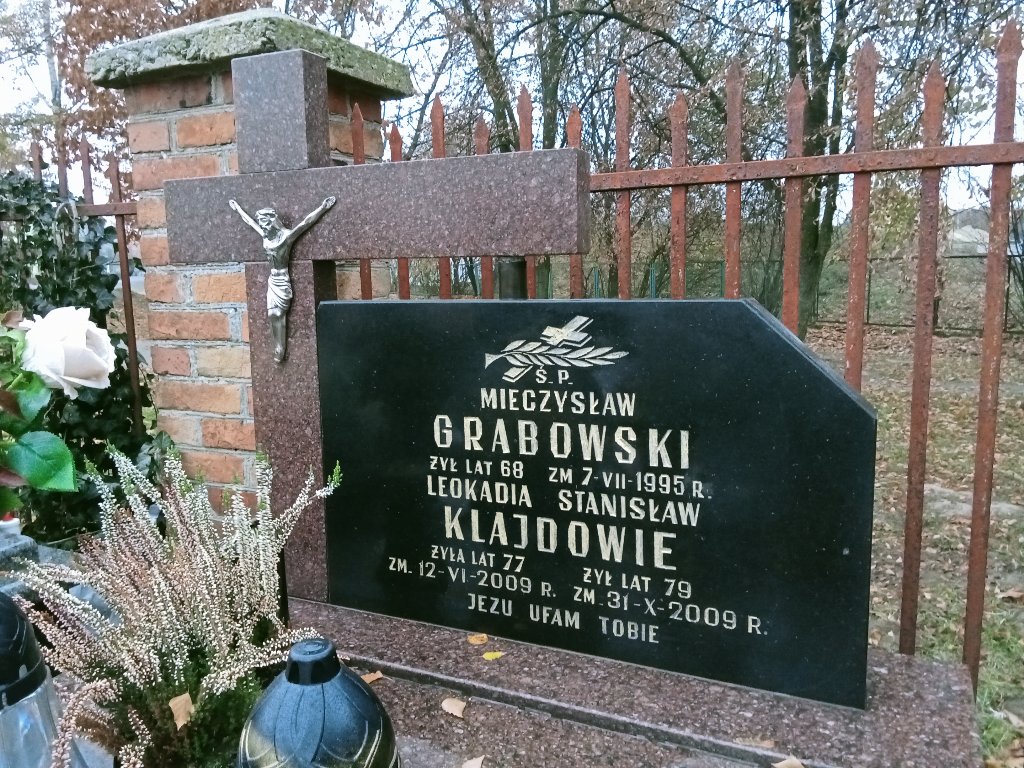 Ś.P.
MIECZYSŁAW
GRABOWSKI
ŻYŁ LAT 68 ZM 7-VII-1995 R.
LEOKADIA STANISŁAW
KLAJDOWIE
ŻYŁA LAT 77 ŻYŁ LAT 79
ZM. 12-VI-2009 R. ZM. 31-X-2009 R.
JEZU UFAM TOBIE